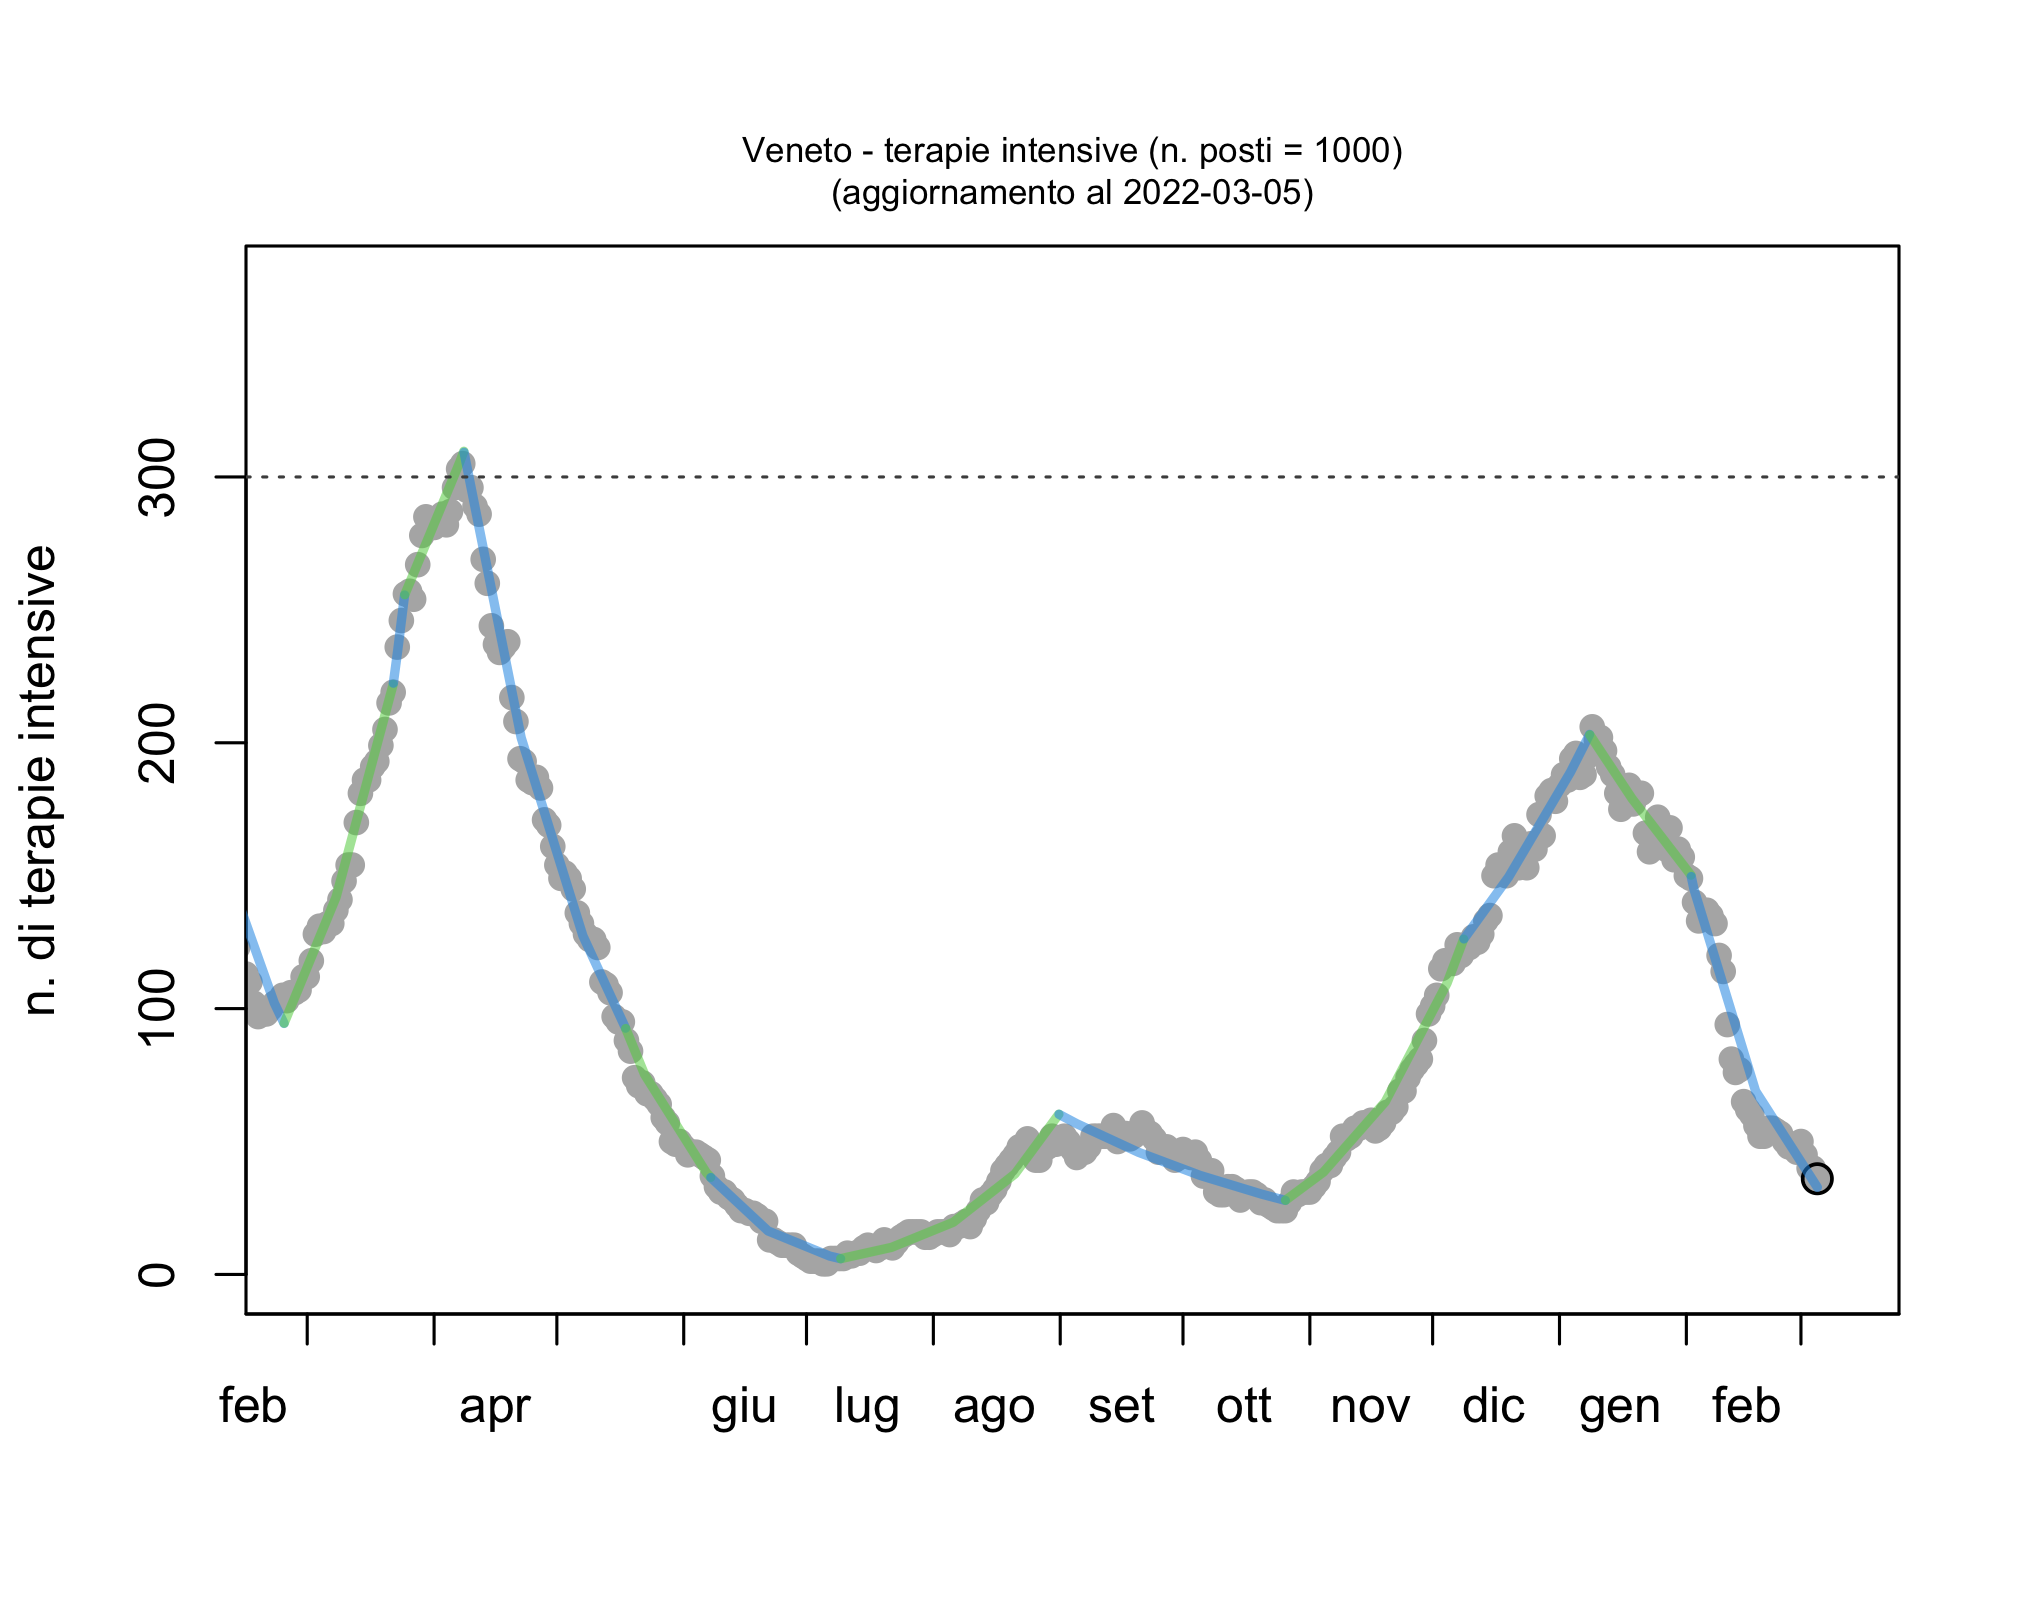 Veneto - terapie intensive (n. posti = 1000)
(aggiornamento al 2022-03-05)
n. di terapie intensive
300
200
100
0
feb apr giu lug ago set ott nov dic gen feb